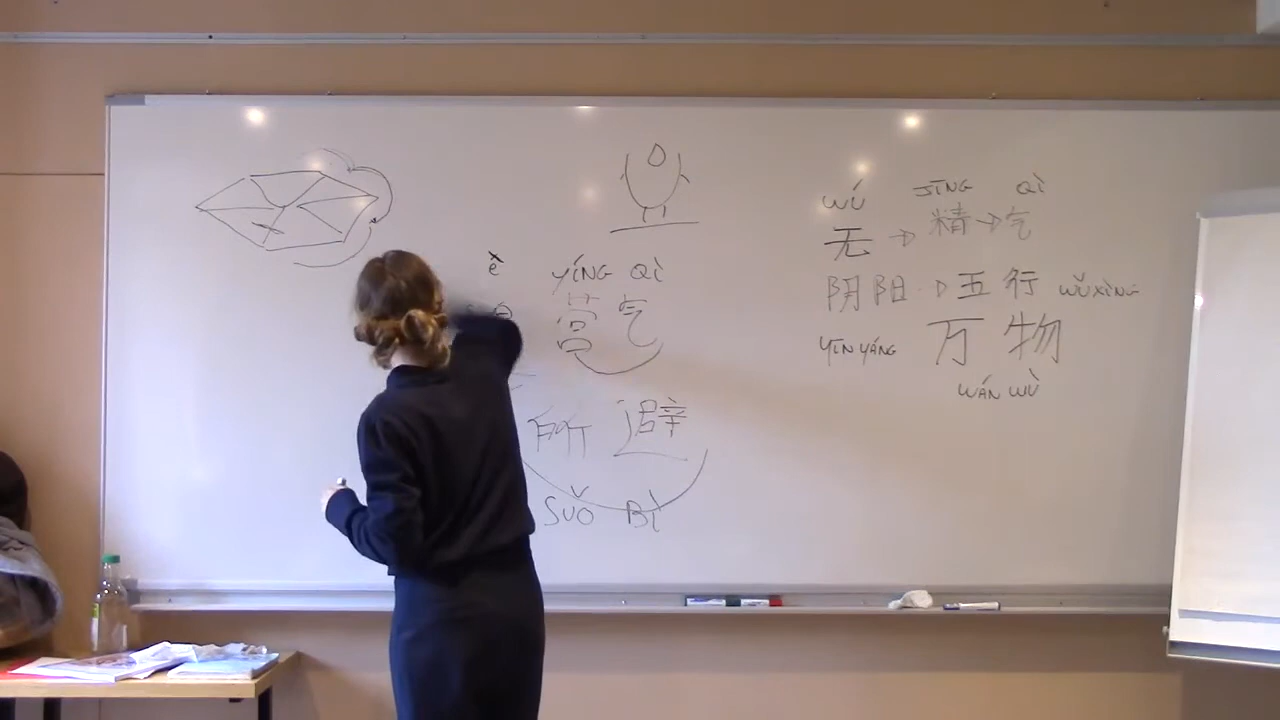 è
YÍNG QÌ
营气
所避
SUǑ BÌ
WÚ JĪNG QÌ
无 → 精 → 气
阴阳 → 五行 WǓXÌNG
YĪN YÁNG 万物
WÁN WÙ